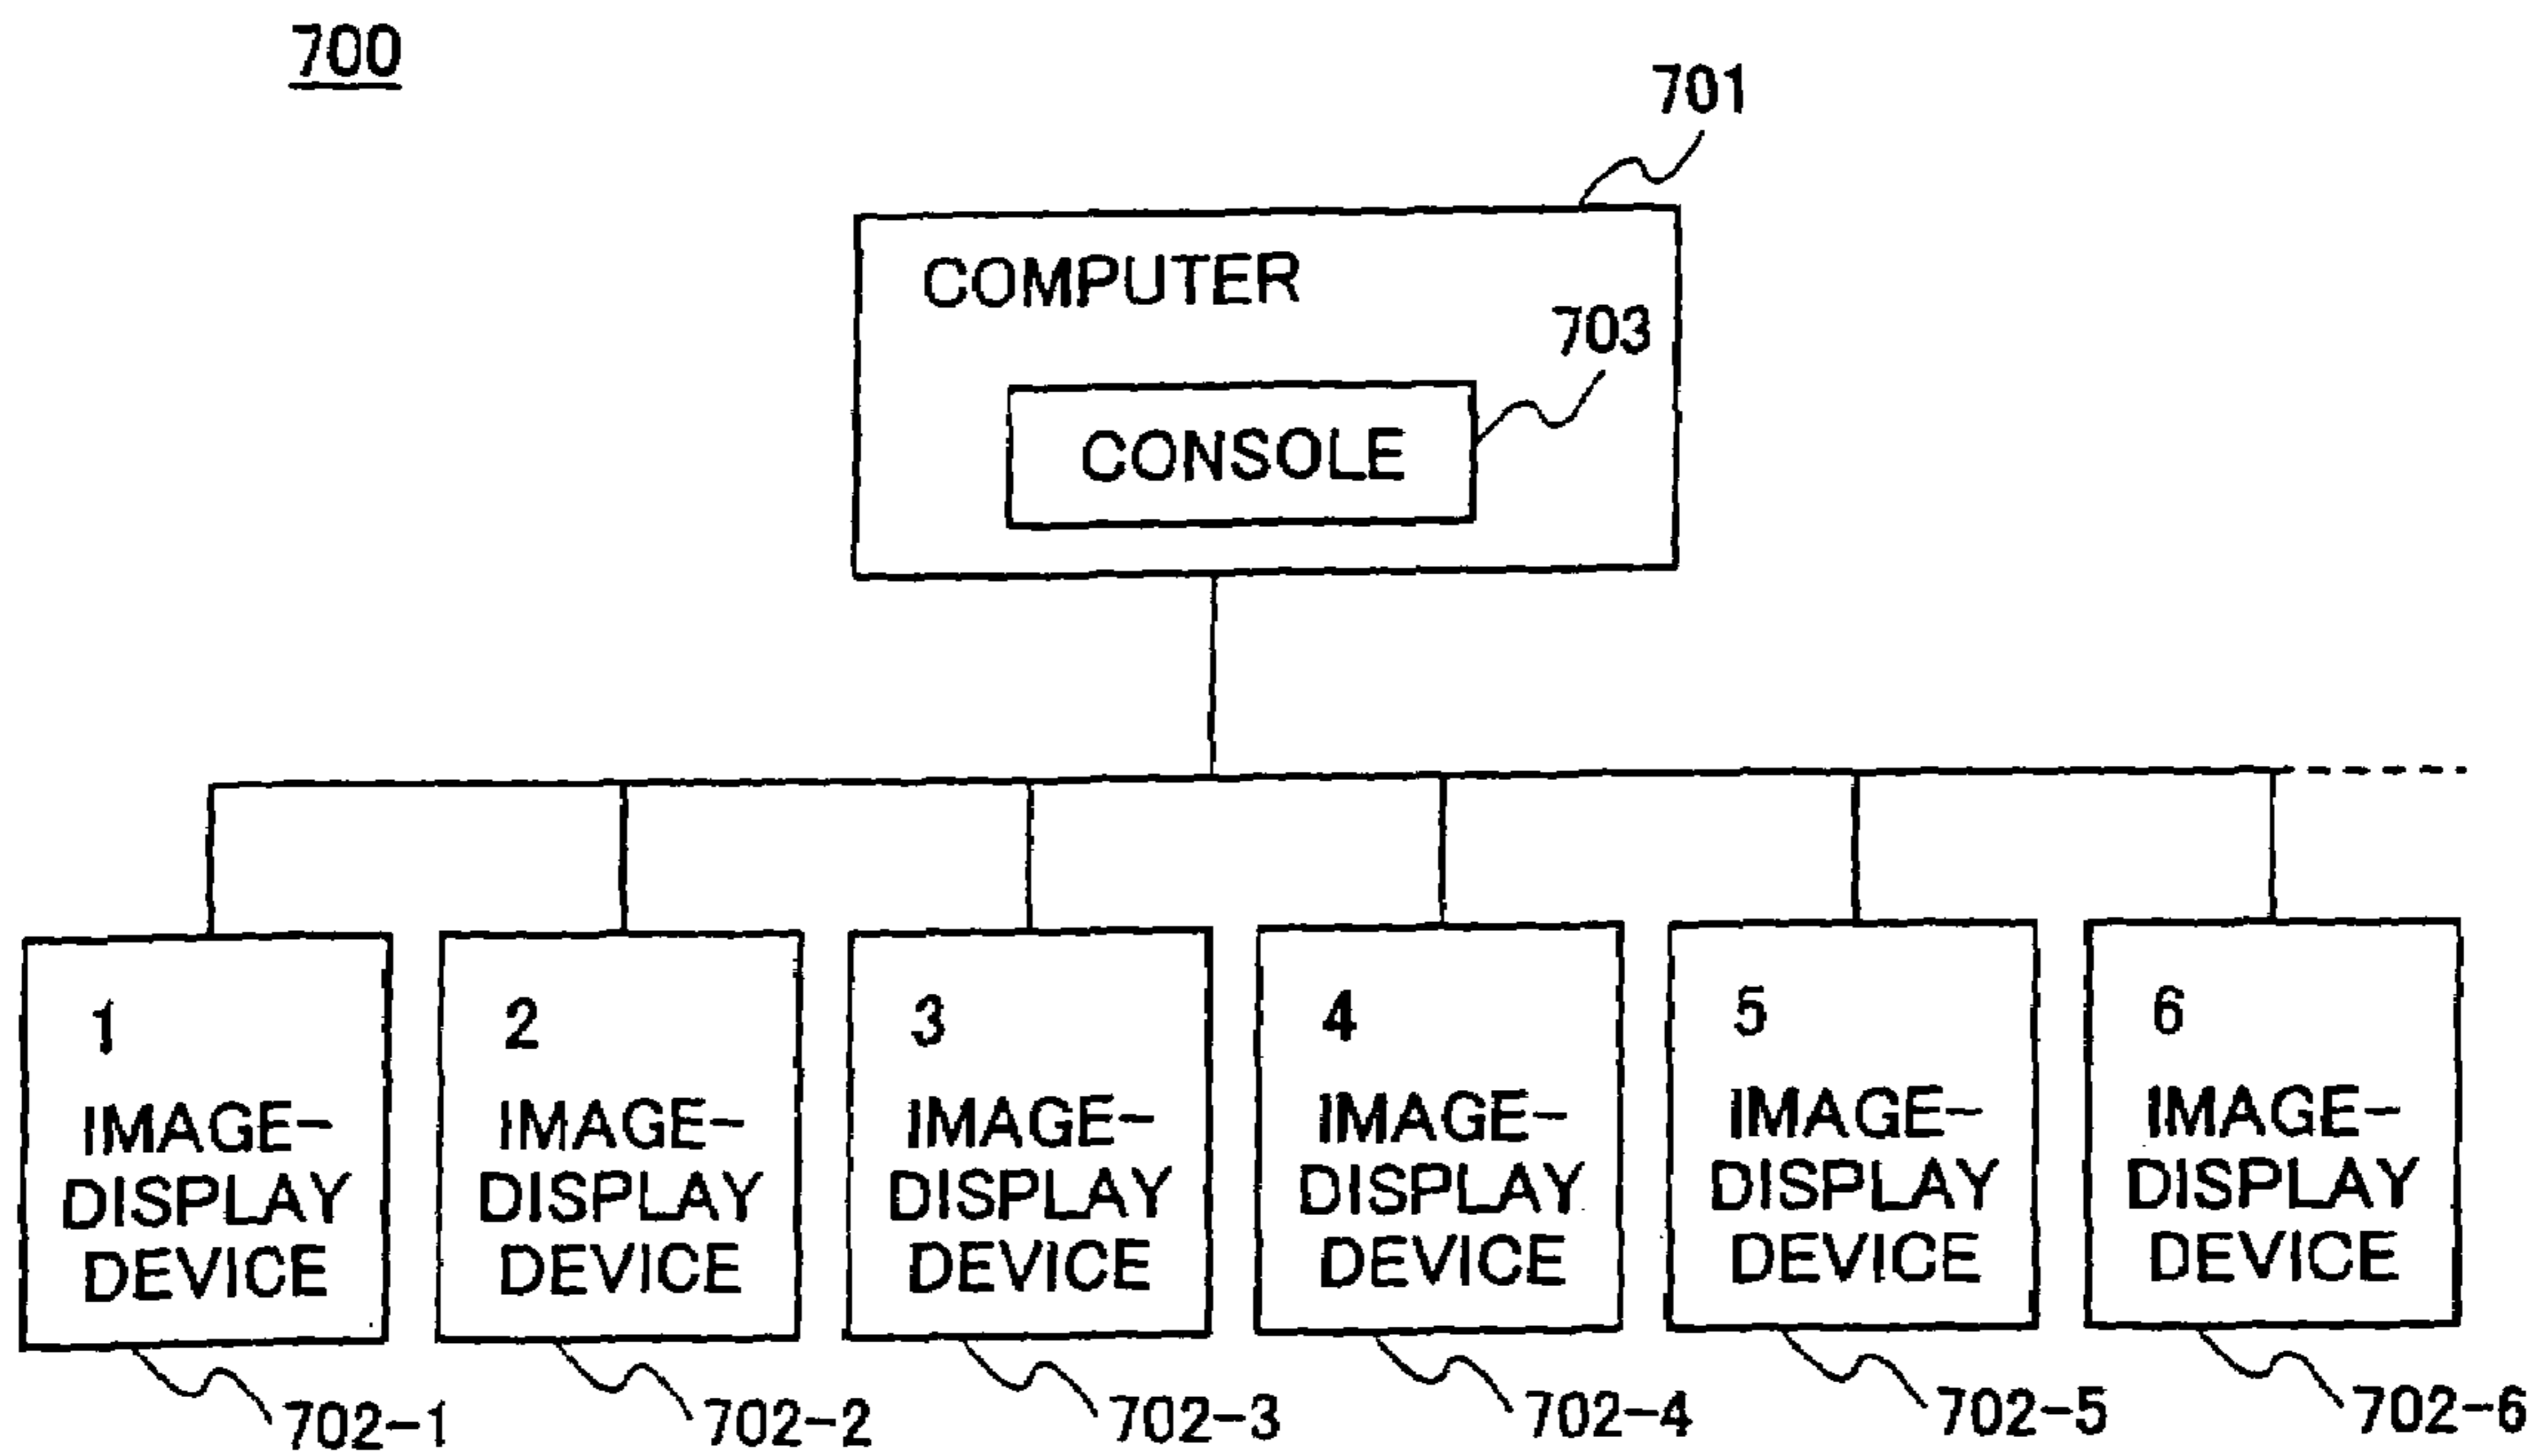 700
701
COMPUTER
703
CONSOLE
1
IMAGE-
DISPLAY
DEVICE
2
IMAGE-
DISPLAY
DEVICE
3
IMAGE-
DISPLAY
DEVICE
4
IMAGE-
DISPLAY
DEVICE
5
IMAGE-
DISPLAY
DEVICE
6
IMAGE-
DISPLAY
DEVICE
702-1
702-2
702-3
702-4
702-5
702-6